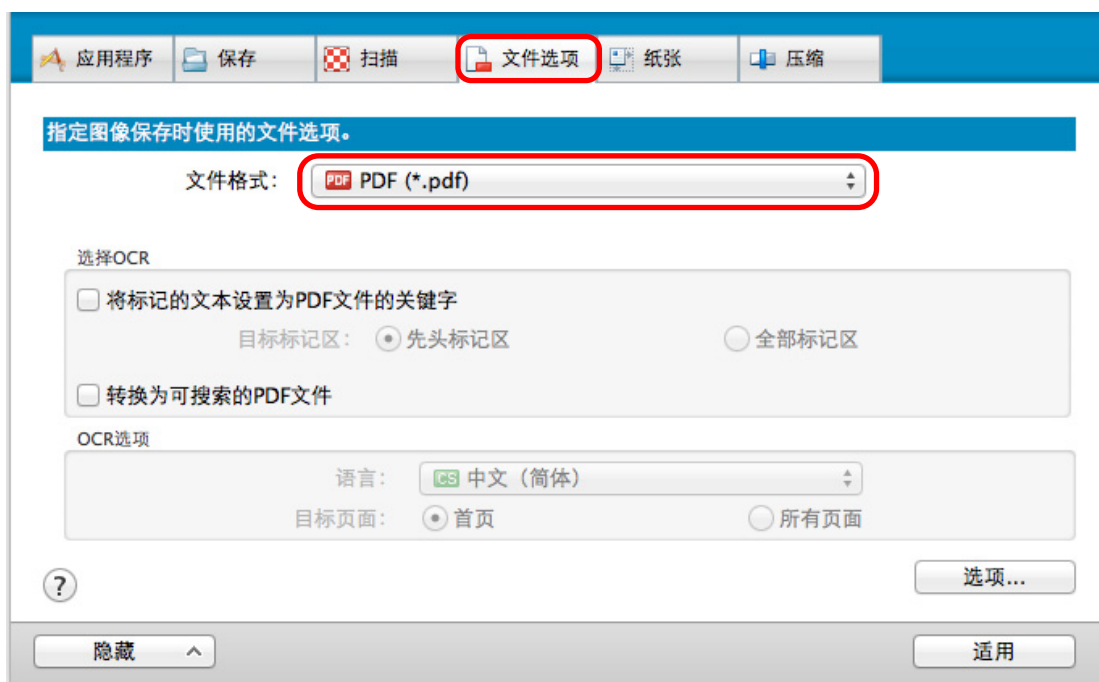 应用程序 保存 扫描 文件选项 纸张 压缩
指定图像保存时使用的文件选项。
文件格式： PDF PDF (*.pdf)
选择OCR
将标记的文本设置为PDF文件的关键字
目标标记区： 先头标记区 全部标记区
转换为可搜索的PDF文件
OCR选项
语言： CS 中文（简体）
目标页面： 首页 所有页面
? 选项...
隐藏 适用